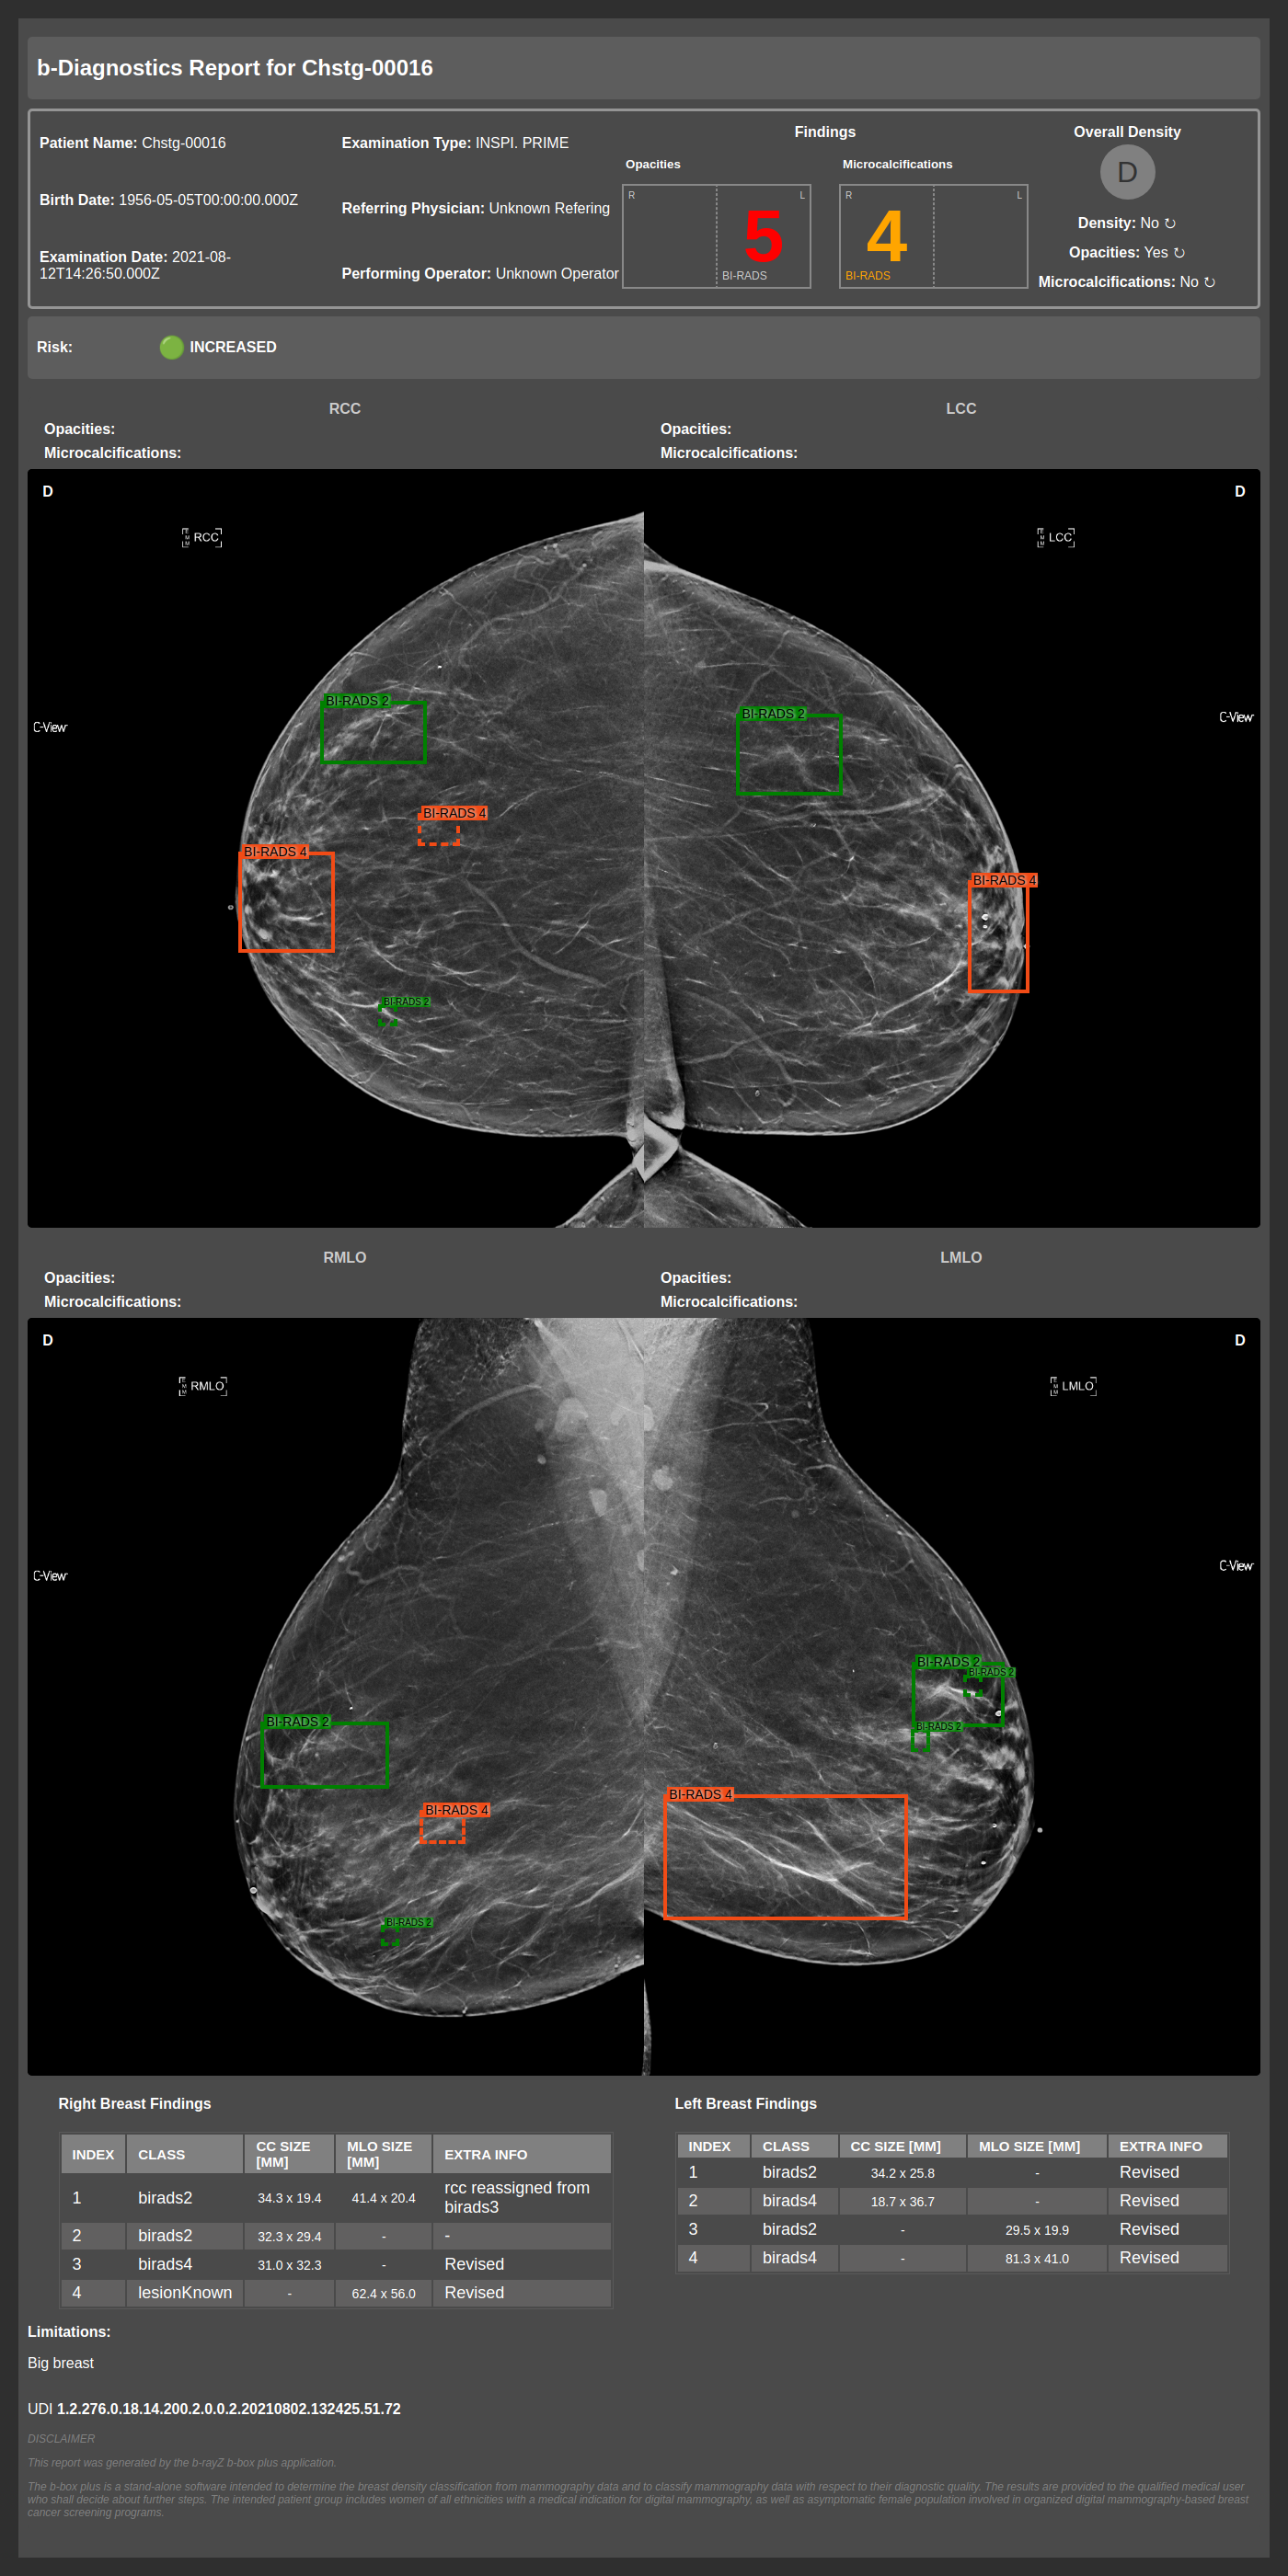 b-Diagnostics Report for Chstg-00016
Patient Name: Chstg-00016
Birth Date: 1956-05-05T00:00:00.000Z
Examination Date: 2021-08-
12T14:26:50.000Z
Examination Type: INSPI. PRIME
Referring Physician: Unknown Refering
Performing Operator: Unknown Operator
Findings
Opacities
R L
5
BI-RADS
Microcalcifications
R L
4
BI-RADS
Overall Density
D
Density: No ↻
Opacities: Yes ↻
Microcalcifications: No ↻
Risk: INCREASED
RCC
Opacities:
Microcalcifications:
LCC
Opacities:
Microcalcifications:
D
D
RCC
LCC
C-View
C-View
BI-RADS 2
BI-RADS 2
BI-RADS 4
BI-RADS 4
BI-RADS 4
BI-RADS 2
RMLO
Opacities:
Microcalcifications:
LMLO
Opacities:
Microcalcifications:
D
D
RMLO
LMLO
C-View
C-View
BI-RADS 2
BI-RADS 2
BI-RADS 2
BI-RADS 2
BI-RADS 4
BI-RADS 4
BI-RADS 2
Right Breast Findings
INDEX CLASS CC SIZE [MM] MLO SIZE [MM] EXTRA INFO
1 birads2 34.3 x 19.4 41.4 x 20.4 rcc reassigned from birads3
2 birads2 32.3 x 29.4 - -
3 birads4 31.0 x 32.3 - Revised
4 lesionKnown - 62.4 x 56.0 Revised
Left Breast Findings
INDEX CLASS CC SIZE [MM] MLO SIZE [MM] EXTRA INFO
1 birads2 34.2 x 25.8 - Revised
2 birads4 18.7 x 36.7 - Revised
3 birads2 - 29.5 x 19.9 Revised
4 birads4 - 81.3 x 41.0 Revised
Limitations:
Big breast
UDI 1.2.276.0.18.14.200.2.0.0.2.20210802.132425.51.72
DISCLAIMER
This report was generated by the b-rayZ b-box plus application.
The b-box plus is a stand-alone software intended to determine the breast density classification from mammography data and to classify mammography data with respect to their diagnostic quality. The results are provided to the qualified medical user
who shall decide about further steps. The intended patient group includes women of all ethnicities with a medical indication for digital mammography, as well as asymptomatic female population involved in organized digital mammography-based breast
cancer screening programs.